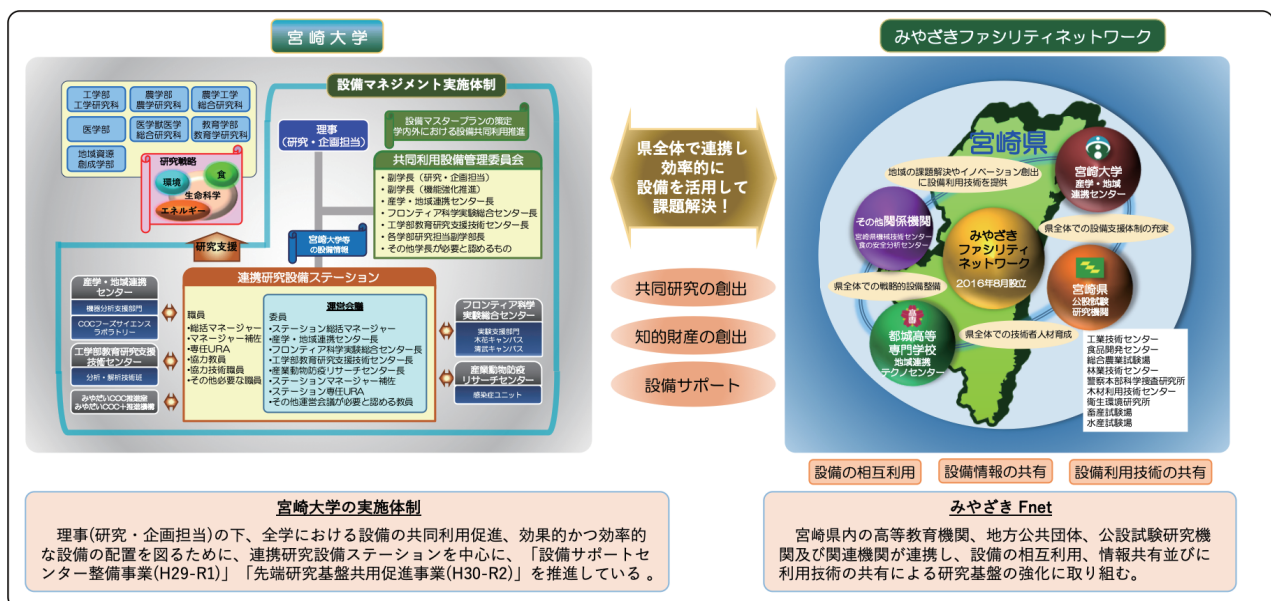 宮崎大学
設備マネジメント実施体制
工学部
工学研究科
農学部
農学研究科
農学工学
総合研究科
医学部
医学獣医学
総合研究科
教育学部
教育学研究科
地域資源
創成学部
研究戦略
環境
食
生命科学
エネルギー
研究支援
理事
(研究・企画担当)
設備マスタープランの策定
学内外における設備共同利用推進
共同利用設備管理委員会
・副学長(研究・企画担当)
・副学長(機能強化推進)
・産学・地域連携センター長
・フロンティア科学実験総合センター長
・工学部教育研究支援技術センター長
・各学部研究担当副学部長
・その他学長が必要と認めるもの
宮崎大学等
の設備情報
連携研究設備ステーション
職員
・総括マネージャー
・マネージャー補佐
・専任URA
・協力教員
・協力技術職員
・その他必要な職員
運営会議
委員
・ステーション総括マネージャー
・産学・地域連携センター長
・フロンティア科学実験総合センター長
・工学部教育研究支援技術センター長
・産業動物防疫リサーチセンター長
・ステーションマネージャー補佐
・ステーション専任URA
・その他運営会議が必要と認める教員
産学・地域連携
センター
機器分析支援部門
COCフーズサイエンス
ラボラトリー
工学部教育研究支援
技術センター
分析・解析技術班
みやだいCOC推進室
みやだいCOC+推進機構
フロンティア科学
実験総合センター
実験支援部門
木花キャンパス
清武キャンパス
産業動物防疫
リサーチセンター
感染症ユニット
県全体で連携し
効率的に
設備を活用して
課題解決!
共同研究の創出
知的財産の創出
設備サポート
みやざきファシリティネットワーク
宮崎県
地域の課題解決やイノベーション創出
に設備利用技術を提供
宮崎大学
産学・地域
連携センター
その他関係機関
宮崎県機械技術センター
食の安全分析センター
みやざき
ファシリティ
ネットワーク
2016年8月設立
県全体での設備支援体制の充実
県全体での戦略的設備整備
宮崎県
公設試験
研究機関
高専
都城高等
専門学校
地域連携
テクノセンター
県全体での技術者人材育成
工業技術センター
食品開発センター
総合農業試験場
林業技術センター
警察本部科学捜査研究所
木材利用技術センター
衛生環境研究所
畜産試験場
水産試験場
設備の相互利用
設備情報の共有
設備利用技術の共有
宮崎大学の実施体制
理事(研究・企画担当)の下、全学における設備の共同利用促進、効果的かつ効率的
な設備の配置を図るために、連携研究設備ステーションを中心に、「設備サポートセ
ンター整備事業(H29-R1)」「先端研究基盤共用促進事業(H30-R2)」を推進している 。
みやざき Fnet
宮崎県内の高等教育機関、地方公共団体、公設試験研究機
関及び関連機関が連携し、設備の相互利用、情報共有並びに
利用技術の共有による研究基盤の強化に取り組む。